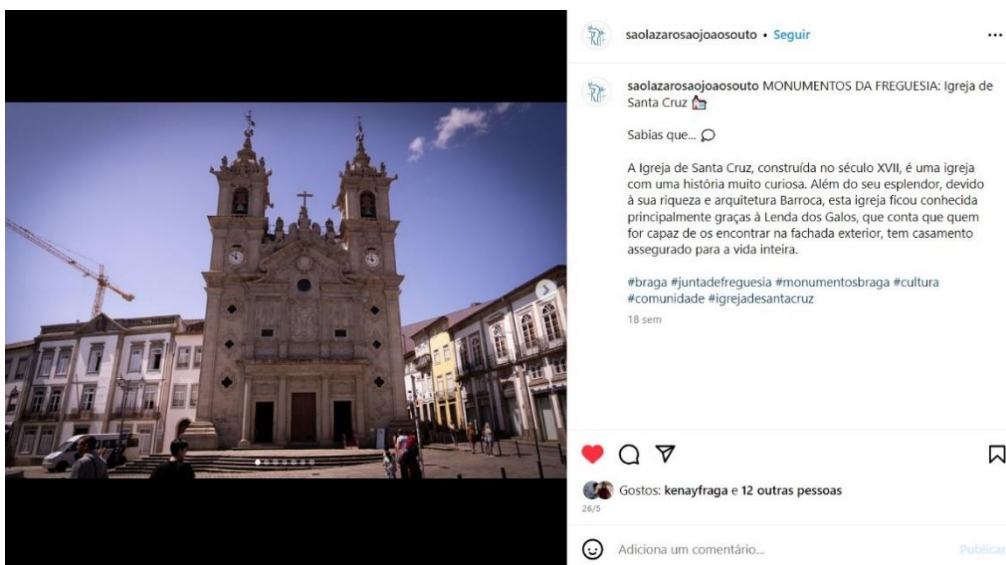 saolazarosaojoaosouto • Seguir
saolazarosaojoaosouto MONUMENTOS DA FREGUESIA: Igreja de
Santa Cruz
Sabias que...
A Igreja de Santa Cruz, construída no século XVII, é uma igreja
com uma história muito curiosa. Além do seu esplendor, devido
à sua riqueza e arquitetura Barroca, esta igreja ficou conhecida
principalmente graças à Lenda dos Galos, que conta que quem
for capaz de os encontrar na fachada exterior, tem casamento
assegurado para a vida inteira.
#braga #juntadefreguesia #monumentosbraga #cultura
#comunidade #igrejadesantacruz
18 sem
Gostos: kenayfraga e 12 outras pessoas
26/5
Adiciona um comentário...
Publicar